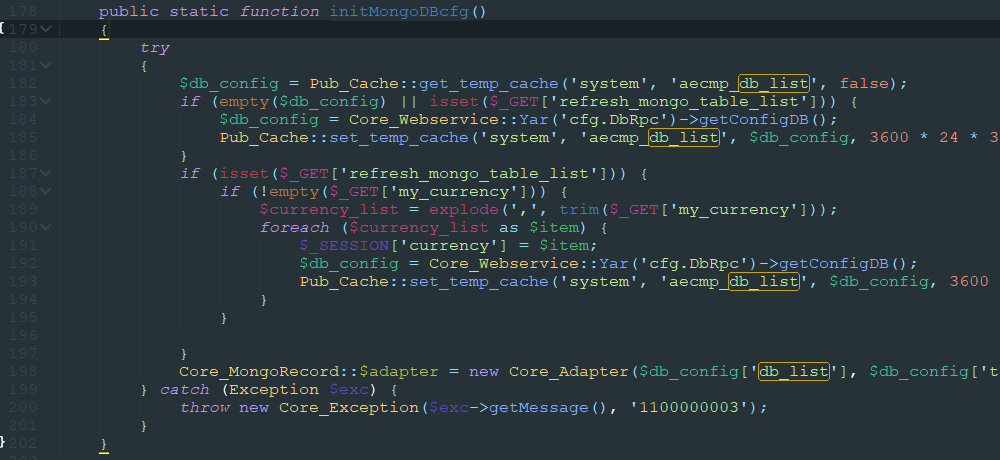 178 public static function initMongoDBcfg()
179 {
180 try
181 {
182 $db_config = Pub_Cache::get_temp_cache('system', 'aecmp_db_list', false);
183 if (empty($db_config) || isset($_GET['refresh_mongo_table_list'])) {
184 $db_config = Core_Webservice::Yar('cfg.DbRpc')->getConfigDB();
185 Pub_Cache::set_temp_cache('system', 'aecmp_db_list', $db_config, 3600 * 24 * 3
186 }
187 if (isset($_GET['refresh_mongo_table_list'])) {
188 if (!empty($_GET['my_currency'])) {
189 $currency_list = explode(',', trim($_GET['my_currency']));
190 foreach ($currency_list as $item) {
191 $_SESSION['currency'] = $item;
192 $db_config = Core_Webservice::Yar('cfg.DbRpc')->getConfigDB();
193 Pub_Cache::set_temp_cache('system', 'aecmp_db_list', $db_config, 3600
194 }
195 }
196
197 }
198 Core_MongoRecord::$adapter = new Core_Adapter($db_config['db_list'], $db_config['t
199 } catch (Exception $exc) {
200 throw new Core_Exception($exc->getMessage(), '1100000003');
201 }
202 }